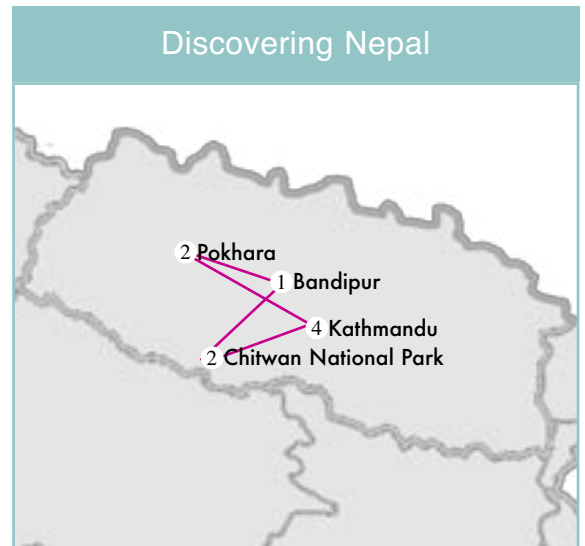 Discovering Nepal
2 Pokhara
1 Bandipur
4 Kathmandu
2 Chitwan National Park